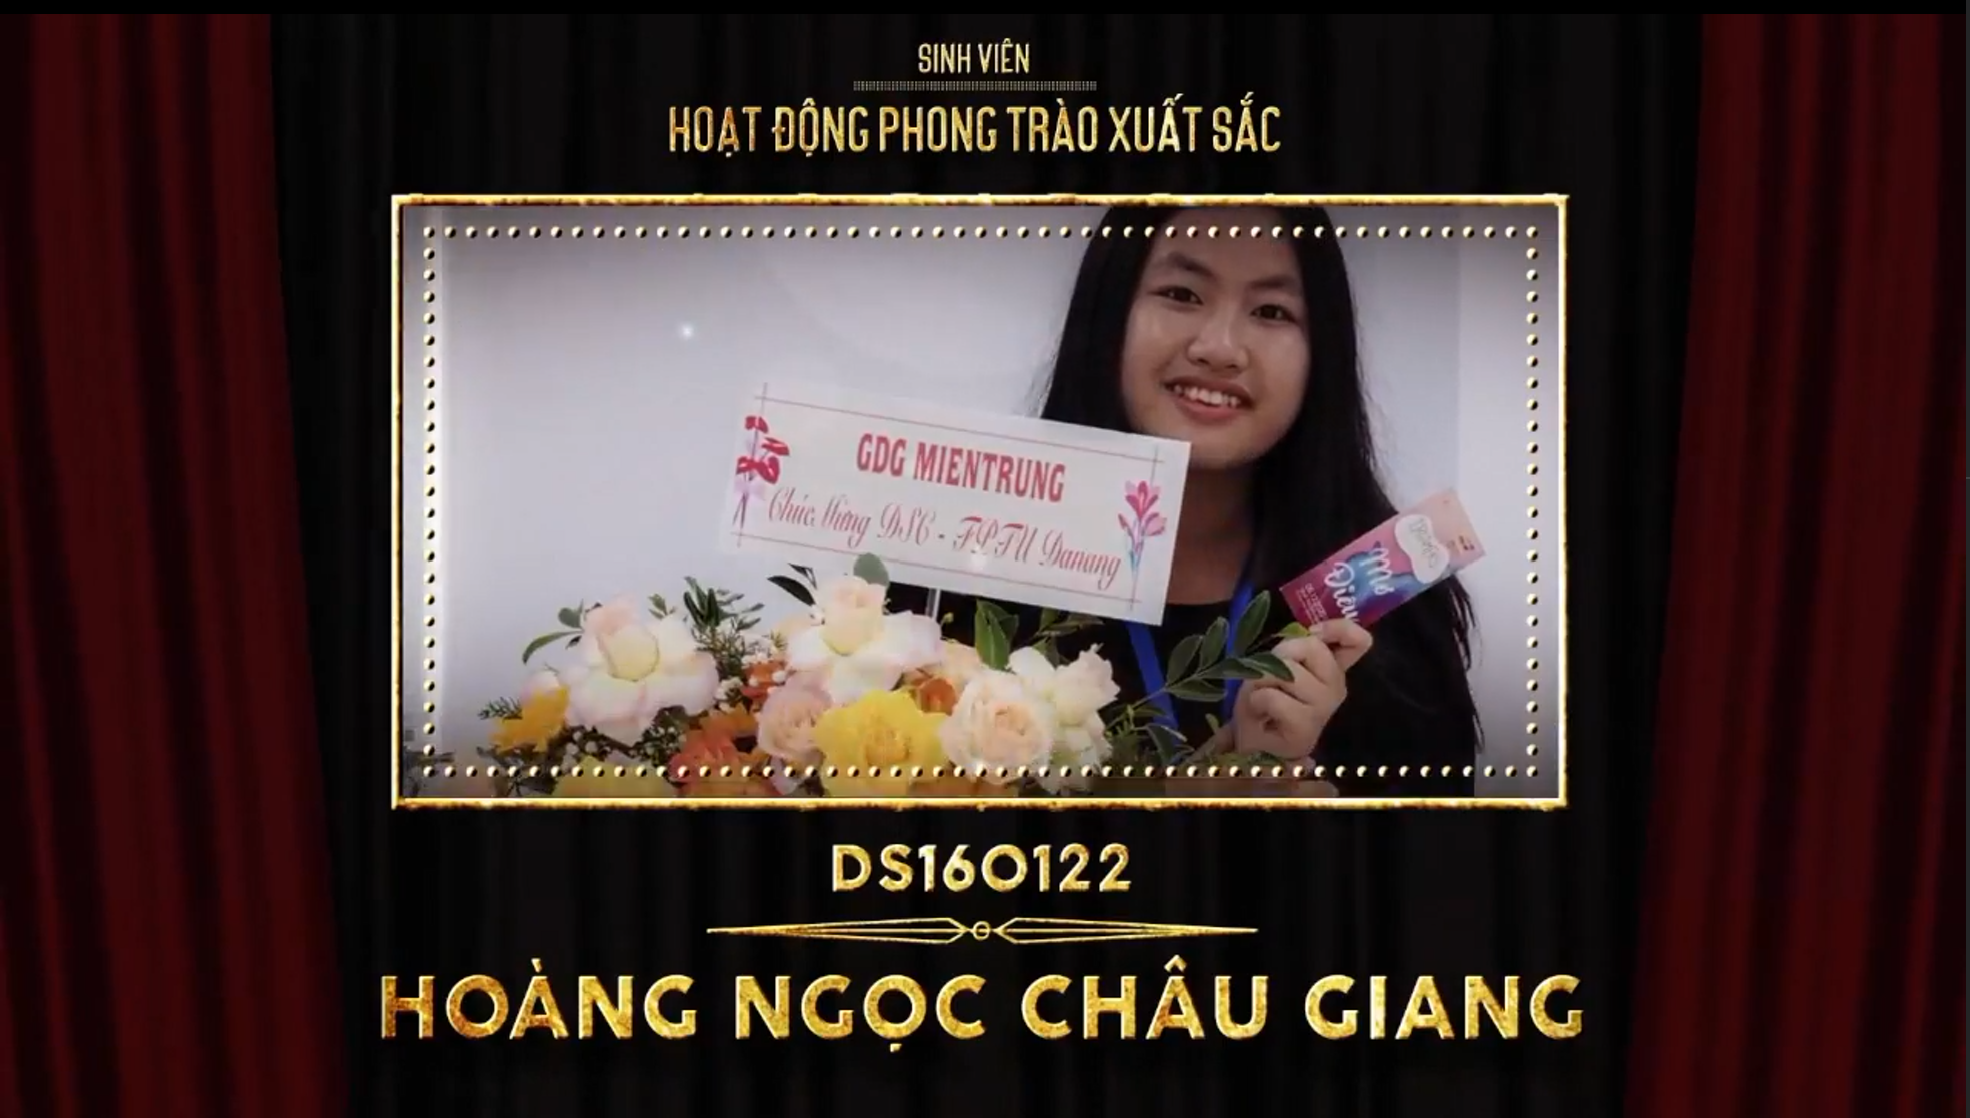 SINH VIÊN
HOẠT ĐỘNG PHONG TRÀO XUẤT SẮC
GDG MIENTRUNG
Chúc Mừng DSC - FPTU Danang
DS160122
HOÀNG NGỌC CHÂU GIANG